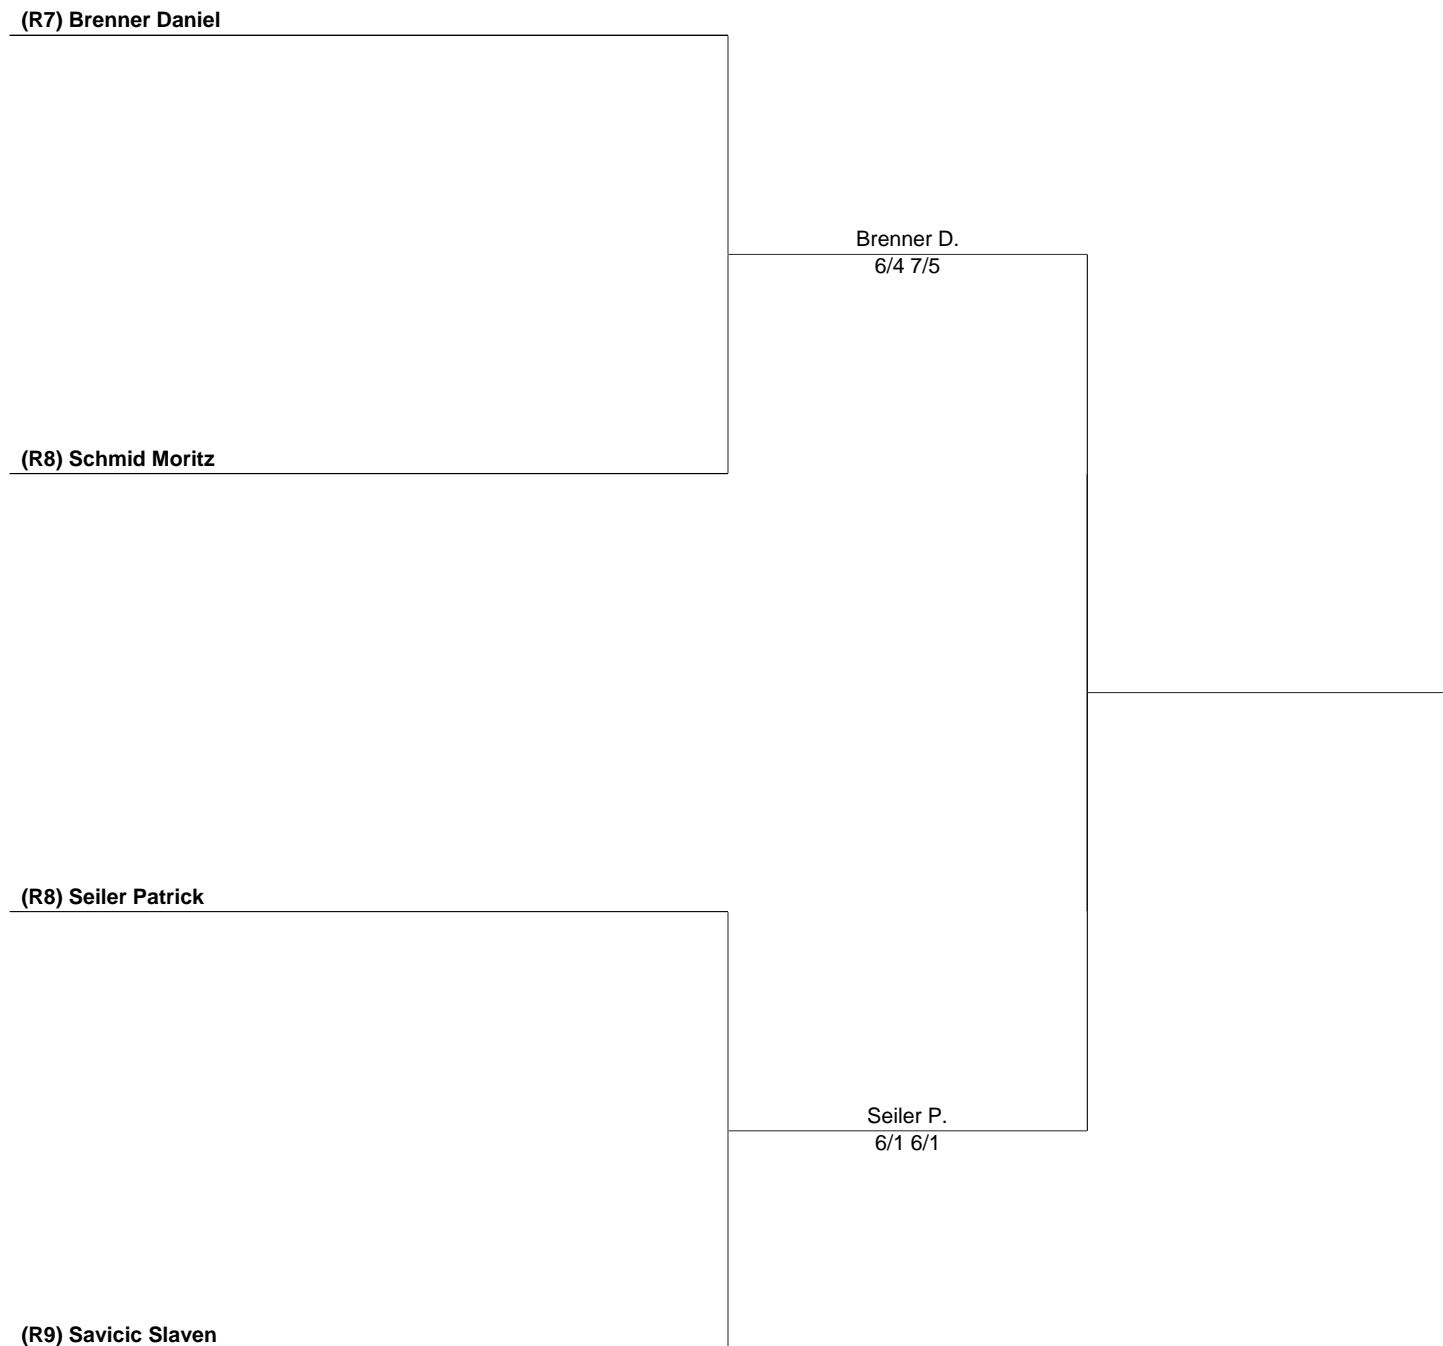 (R7) Brenner Daniel
Brenner D.
6/4 7/5
(R8) Schmid Moritz
(R8) Seiler Patrick
Seiler P.
6/1 6/1
(R9) Savicic Slaven